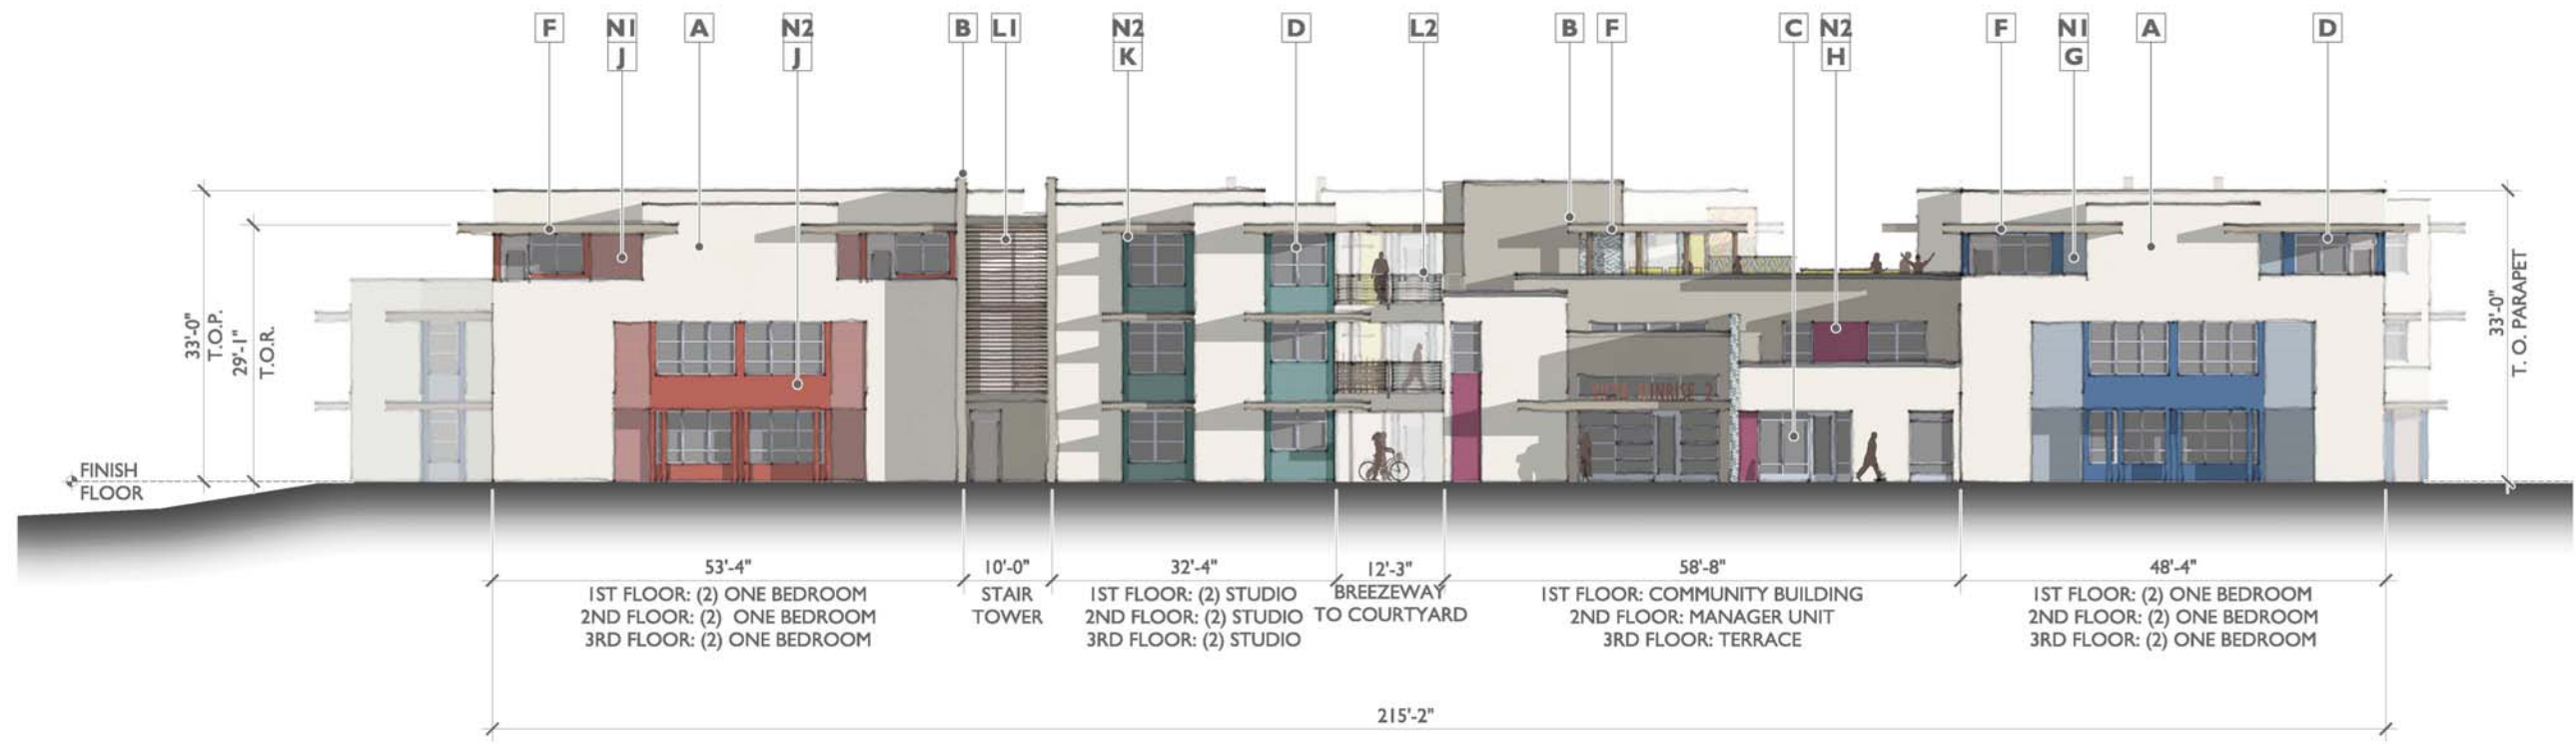 F N1 A N2 B L1 N2 D L2 B F C N2 F N1 A D
J J K H G
33'-0"
T.O.P.
29'-1"
T.O.R.
33'-0"
T. O. PARAPET
SUNRISE 2
FINISH
FLOOR
53'-4" 10'-0" 32'-4" 12'-3" 58'-8" 48'-4"
1ST FLOOR: (2) ONE BEDROOM
2ND FLOOR: (2) ONE BEDROOM
3RD FLOOR: (2) ONE BEDROOM
STAIR
TOWER
1ST FLOOR: (2) STUDIO
2ND FLOOR: (2) STUDIO
3RD FLOOR: (2) STUDIO
BREEZEWAY
TO COURTYARD
1ST FLOOR: COMMUNITY BUILDING
2ND FLOOR: MANAGER UNIT
3RD FLOOR: TERRACE
1ST FLOOR: (2) ONE BEDROOM
2ND FLOOR: (2) ONE BEDROOM
3RD FLOOR: (2) ONE BEDROOM
215'-2"